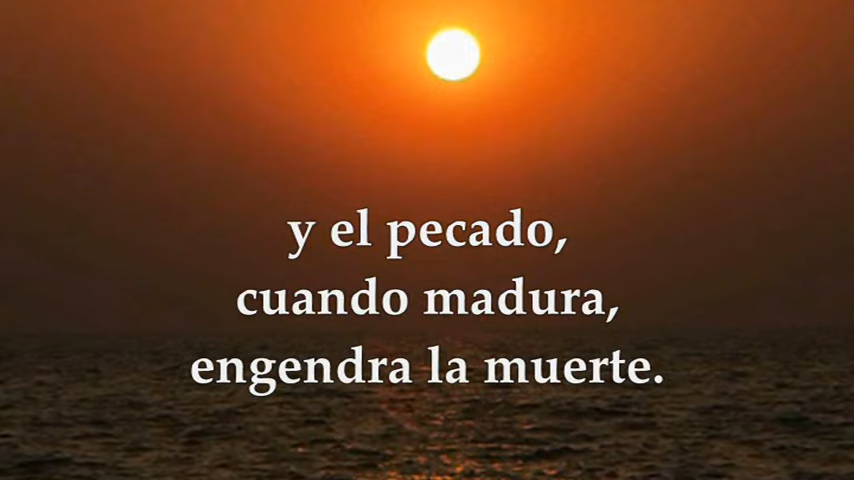 y el pecado,
cuando madura,
engendra la muerte.